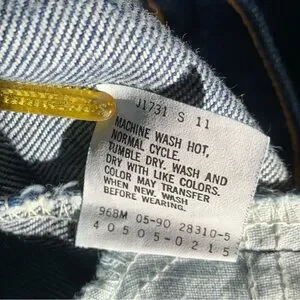 J1731 S 11
MACHINE WASH HOT,
NORMAL CYCLE.
TUMBLE DRY. WASH AND
DRY WITH LIKE COLORS.
COLOR MAY TRANSFER
WHEN NEW. WASH
BEFORE WEARING.
968M 05-90 28310-5
40505-0215